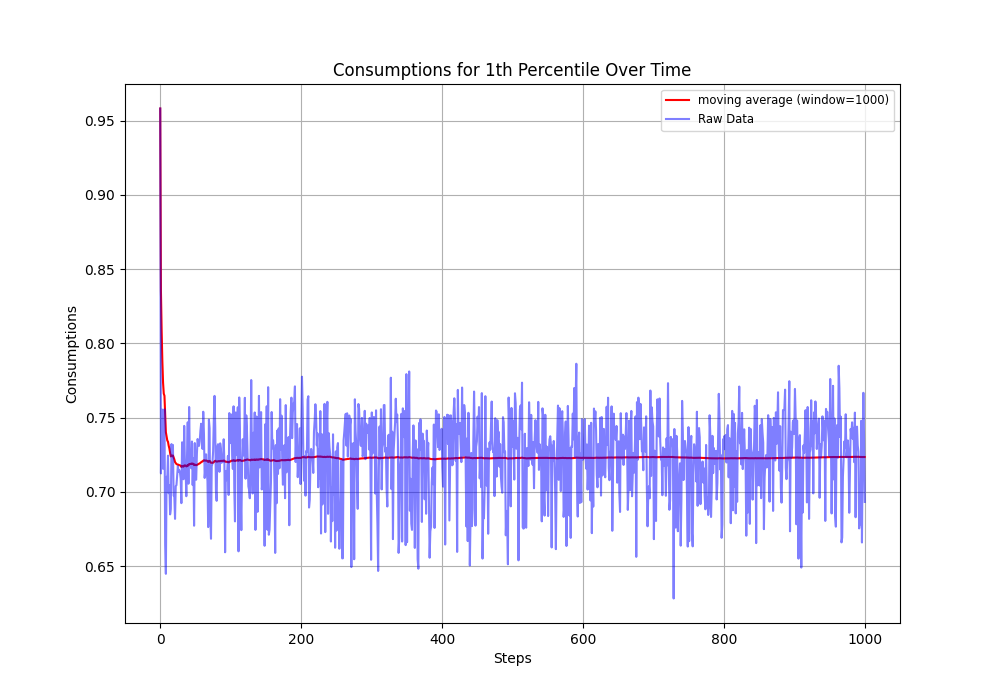 Consumptions for 1th Percentile Over Time
moving average (window=1000)
Raw Data
0.95
0.90
0.85
0.80
0.75
0.70
0.65
Consumptions
0 200 400 600 800 1000
Steps